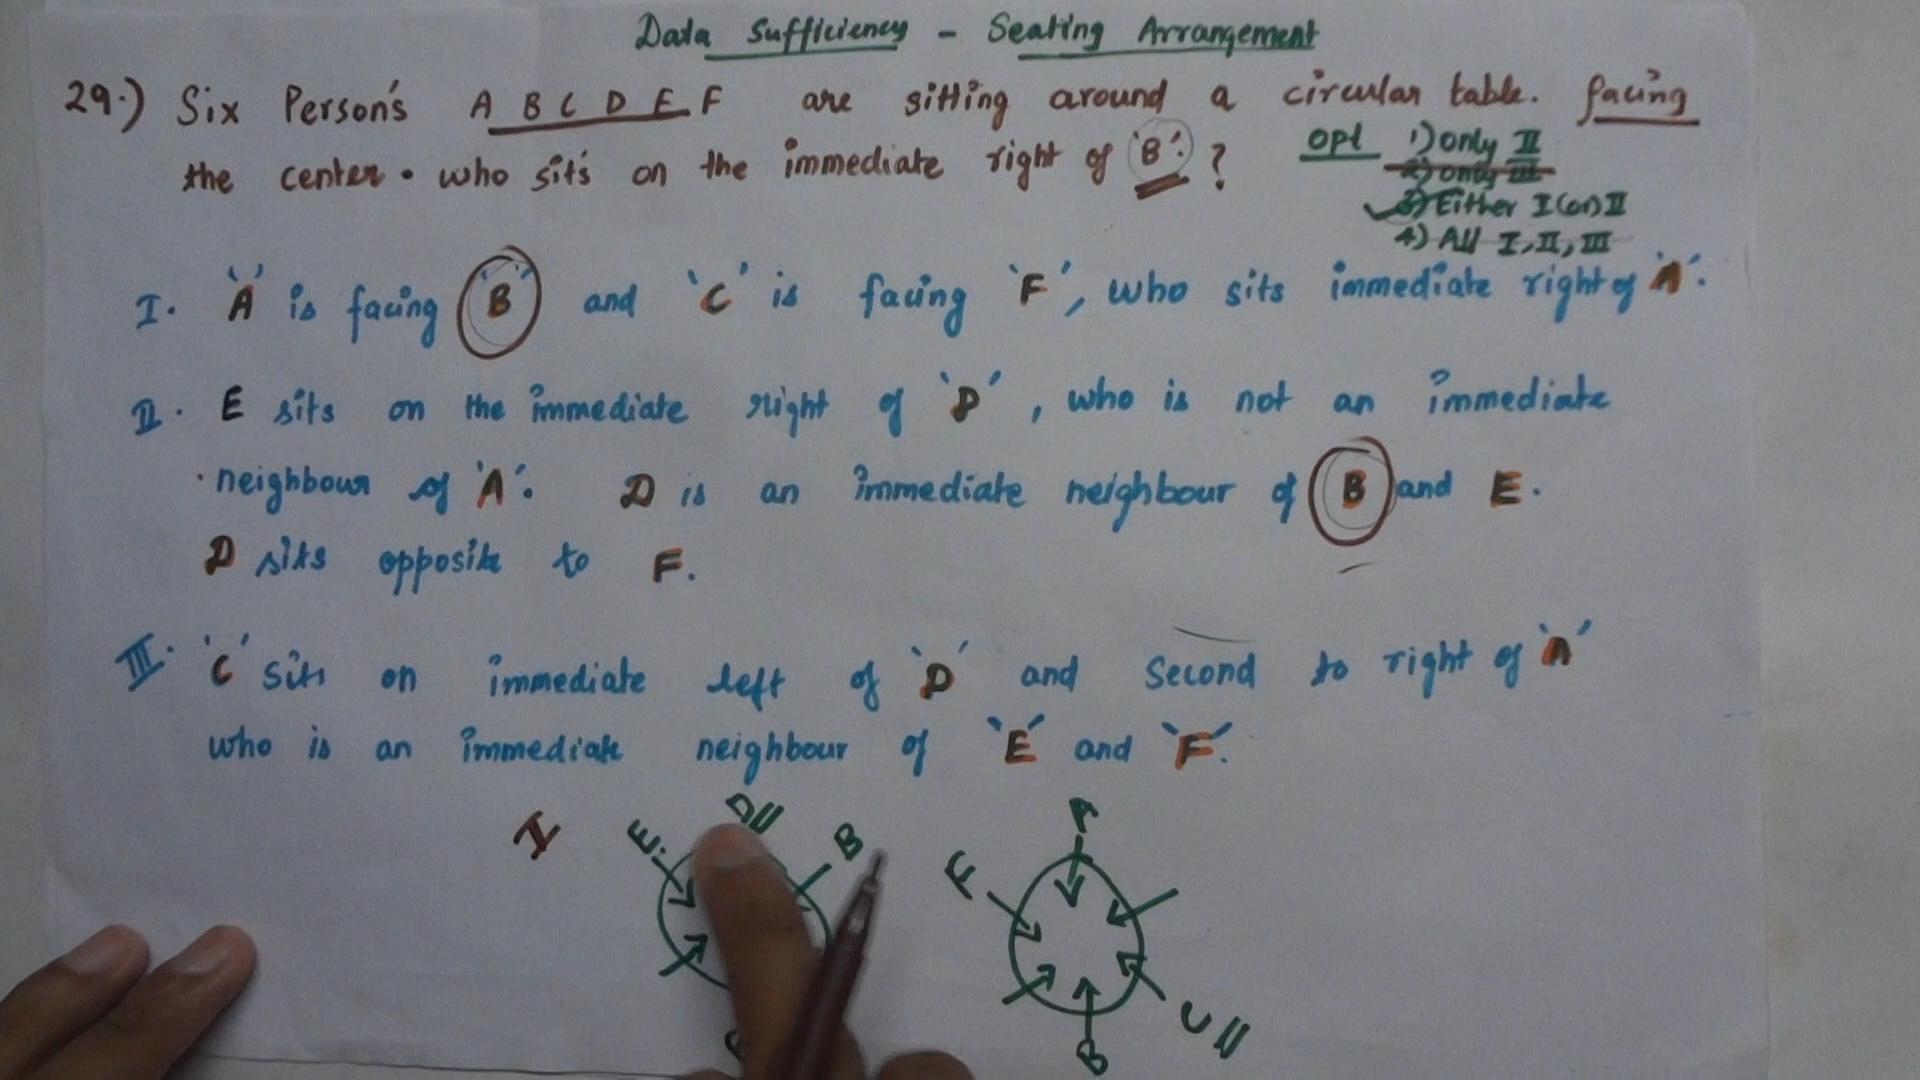 Data Sufficiency - Seating Arrangement
29.) Six Person's A B C D E F are sitting around a circular table. facing
the center. who sit's on the immediate right of 'B'. ?
opt 1) only II
2) only III
3) Either I (or) II
4) All I, II, III
I. 'A' is facing 'B' and 'C' is facing 'F', who sits immediate right of 'A'.
II. E sits on the immediate right of 'D', who is not an immediate
neighbour of 'A'. D is an immediate neighbour of B and E.
D sits opposite to F.
III. 'C' sits on immediate left of 'D' and Second to right of 'A'
who is an immediate neighbour of 'E' and 'F'.
I
E. D B
A
F
C
B